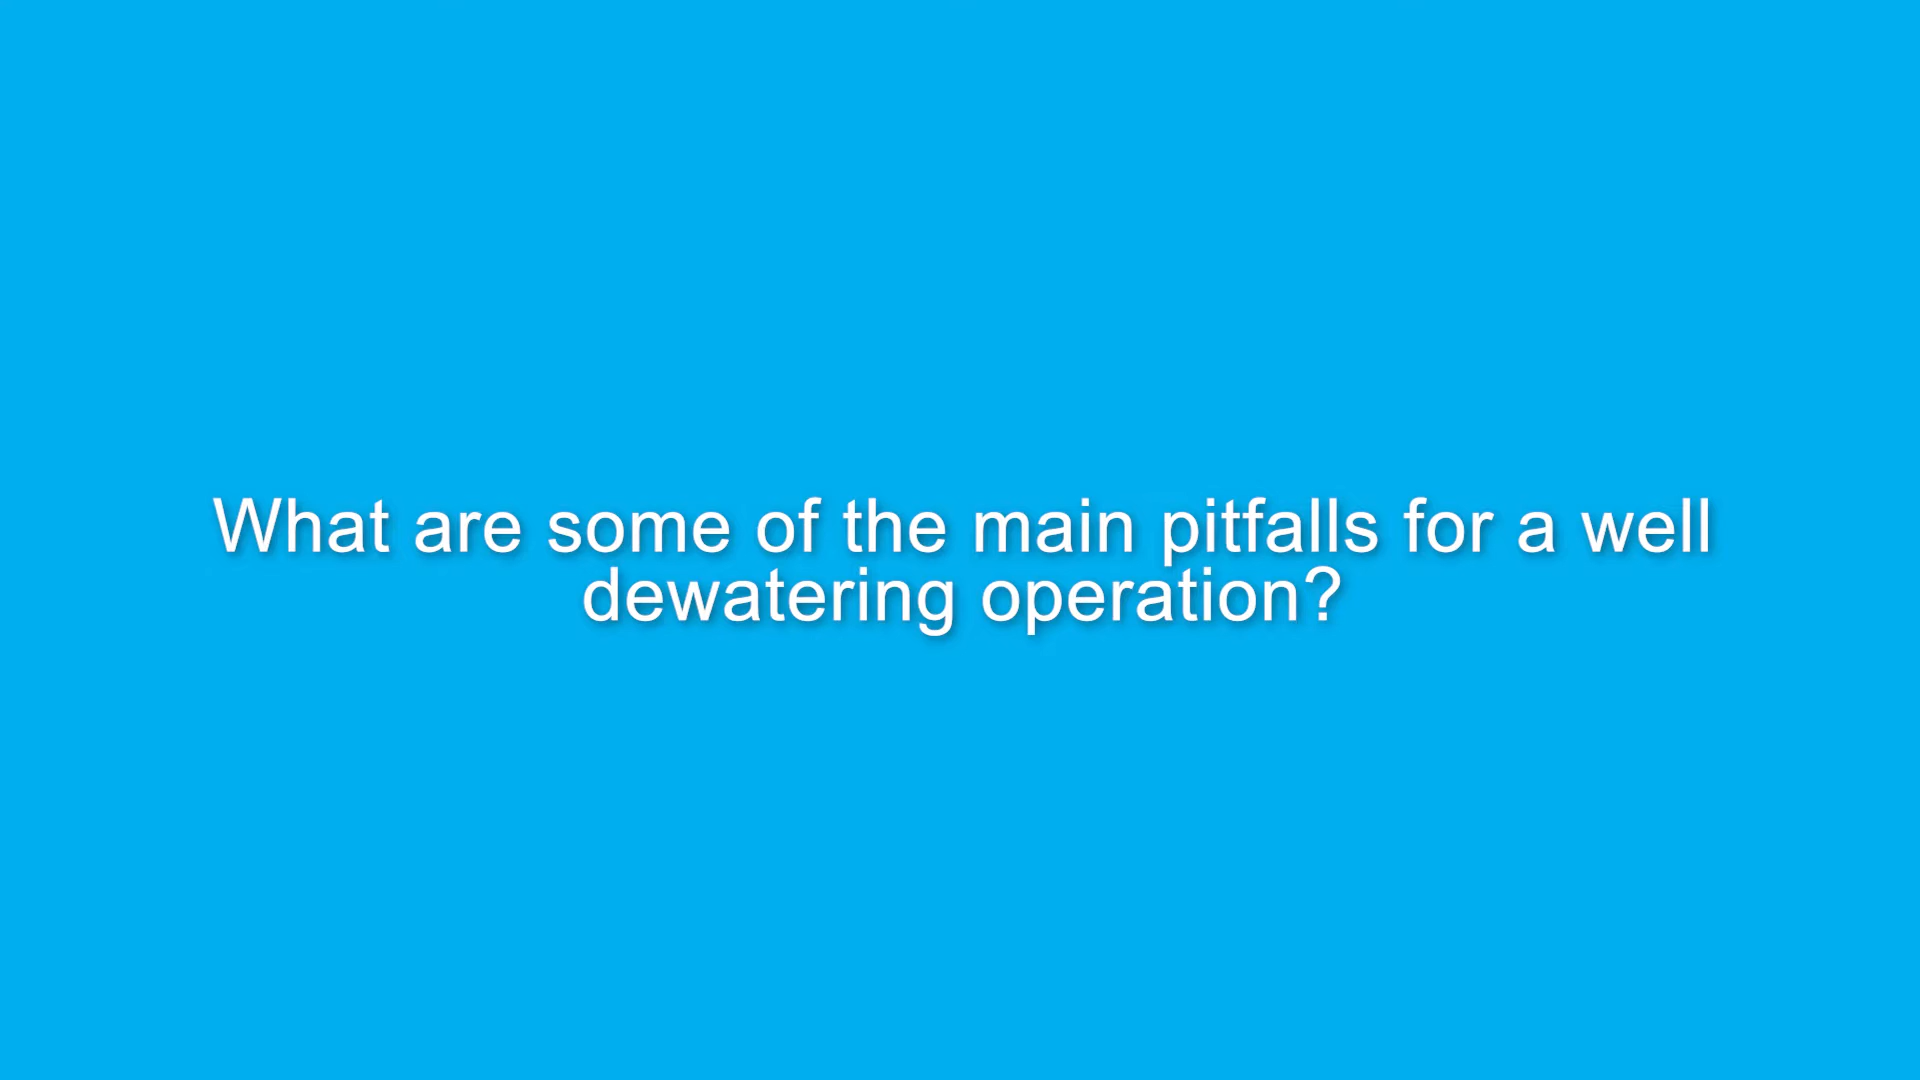 What are some of the main pitfalls for a well
dewatering operation?